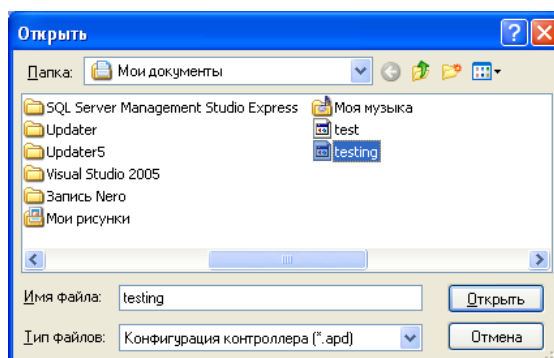 Открыть
Папка: Мои документы
SQL Server Management Studio Express
Updater
Updater5
Visual Studio 2005
Запись Nero
Мои рисунки
Моя музыка
test
testing
Имя файла: testing Открыть
Тип файлов: Конфигурация контроллера (*.apd) Отмена